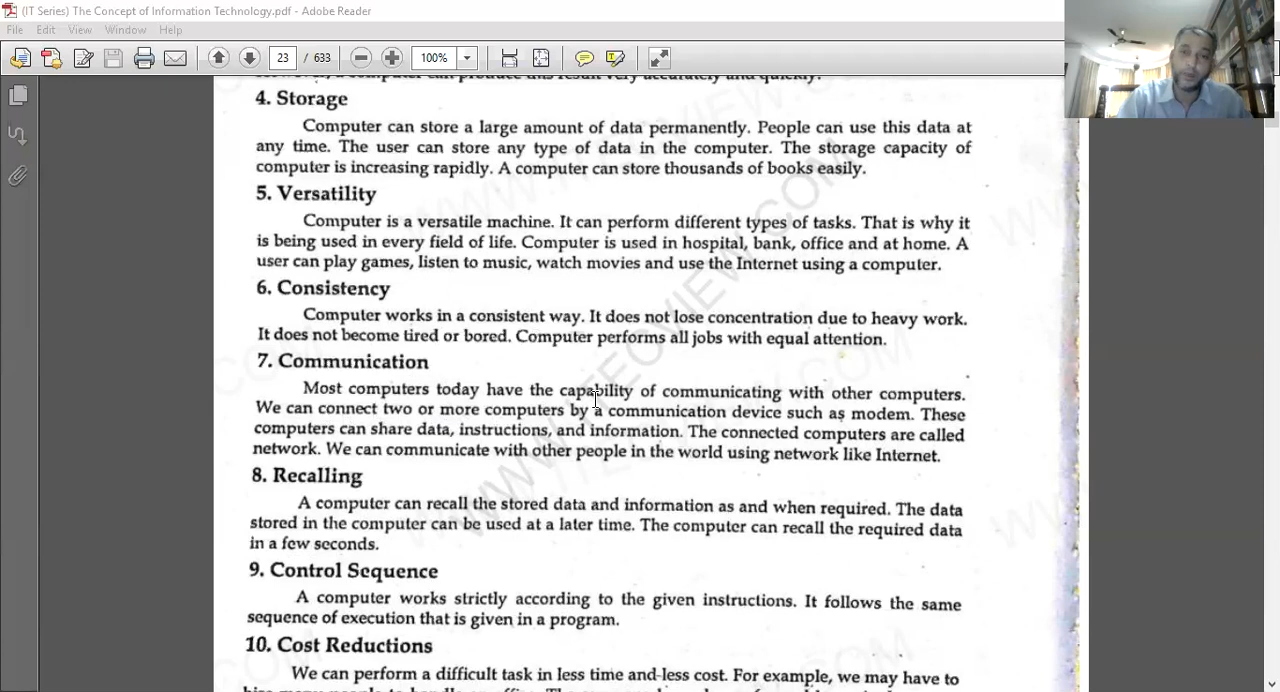 (IT Series) The Concept of Information Technology.pdf - Adobe Reader
File Edit View Window Help
23 / 633 100%
4. Storage
Computer can store a large amount of data permanently. People can use this data at
any time. The user can store any type of data in the computer. The storage capacity of
computer is increasing rapidly. A computer can store thousands of books easily.
5. Versatility
Computer is a versatile machine. It can perform different types of tasks. That is why it
is being used in every field of life. Computer is used in hospital, bank, office and at home. A
user can play games, listen to music, watch movies and use the Internet using a computer.
6. Consistency
Computer works in a consistent way. It does not lose concentration due to heavy work.
It does not become tired or bored. Computer performs all jobs with equal attention.
7. Communication
Most computers today have the capability of communicating with other computers.
We can connect two or more computers by a communication device such as modem. These
computers can share data, instructions, and information. The connected computers are called
network. We can communicate with other people in the world using network like Internet.
8. Recalling
A computer can recall the stored data and information as and when required. The data
stored in the computer can be used at a later time. The computer can recall the required data
in a few seconds.
9. Control Sequence
A computer works strictly according to the given instructions. It follows the same
sequence of execution that is given in a program.
10. Cost Reductions
We can perform a difficult task in less time and less cost. For example, we may have to